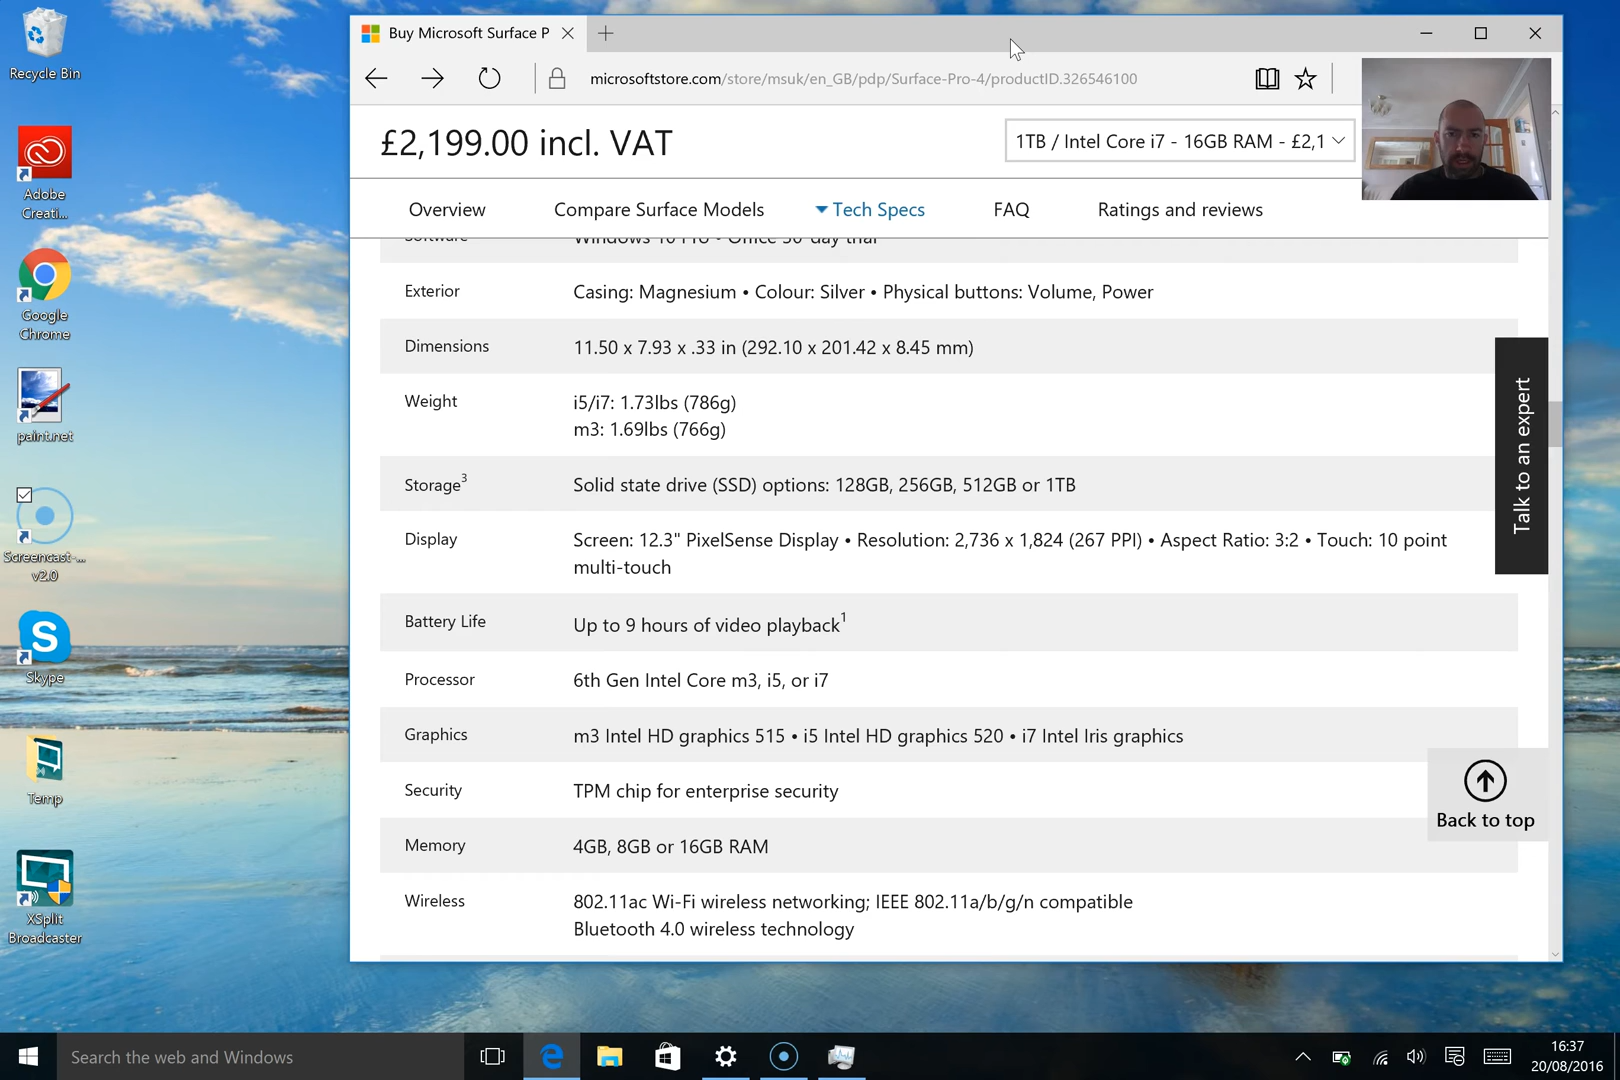 Recycle Bin
Adobe
Creati...
Google
Chrome
paint.net
Screencast-...
v2.0
Skype
Temp
XSplit
Broadcaster
Buy Microsoft Surface P
microsoftstore.com/store/msuk/en_GB/pdp/Surface-Pro-4/productID.326546100
£2,199.00 incl. VAT
1TB / Intel Core i7 - 16GB RAM - £2,1
Overview
Compare Surface Models
Tech Specs
FAQ
Ratings and reviews
Software
Windows 10 Pro • Office 30-day trial
Exterior
Casing: Magnesium • Colour: Silver • Physical buttons: Volume, Power
Dimensions
11.50 x 7.93 x .33 in (292.10 x 201.42 x 8.45 mm)
Weight
i5/i7: 1.73lbs (786g)
m3: 1.69lbs (766g)
Storage3
Solid state drive (SSD) options: 128GB, 256GB, 512GB or 1TB
Display
Screen: 12.3" PixelSense Display • Resolution: 2,736 x 1,824 (267 PPI) • Aspect Ratio: 3:2 • Touch: 10 point
multi-touch
Battery Life
Up to 9 hours of video playback1
Processor
6th Gen Intel Core m3, i5, or i7
Graphics
m3 Intel HD graphics 515 • i5 Intel HD graphics 520 • i7 Intel Iris graphics
Security
TPM chip for enterprise security
Memory
4GB, 8GB or 16GB RAM
Wireless
802.11ac Wi-Fi wireless networking; IEEE 802.11a/b/g/n compatible
Bluetooth 4.0 wireless technology
Talk to an expert
Back to top
Search the web and Windows
16:37
20/08/2016